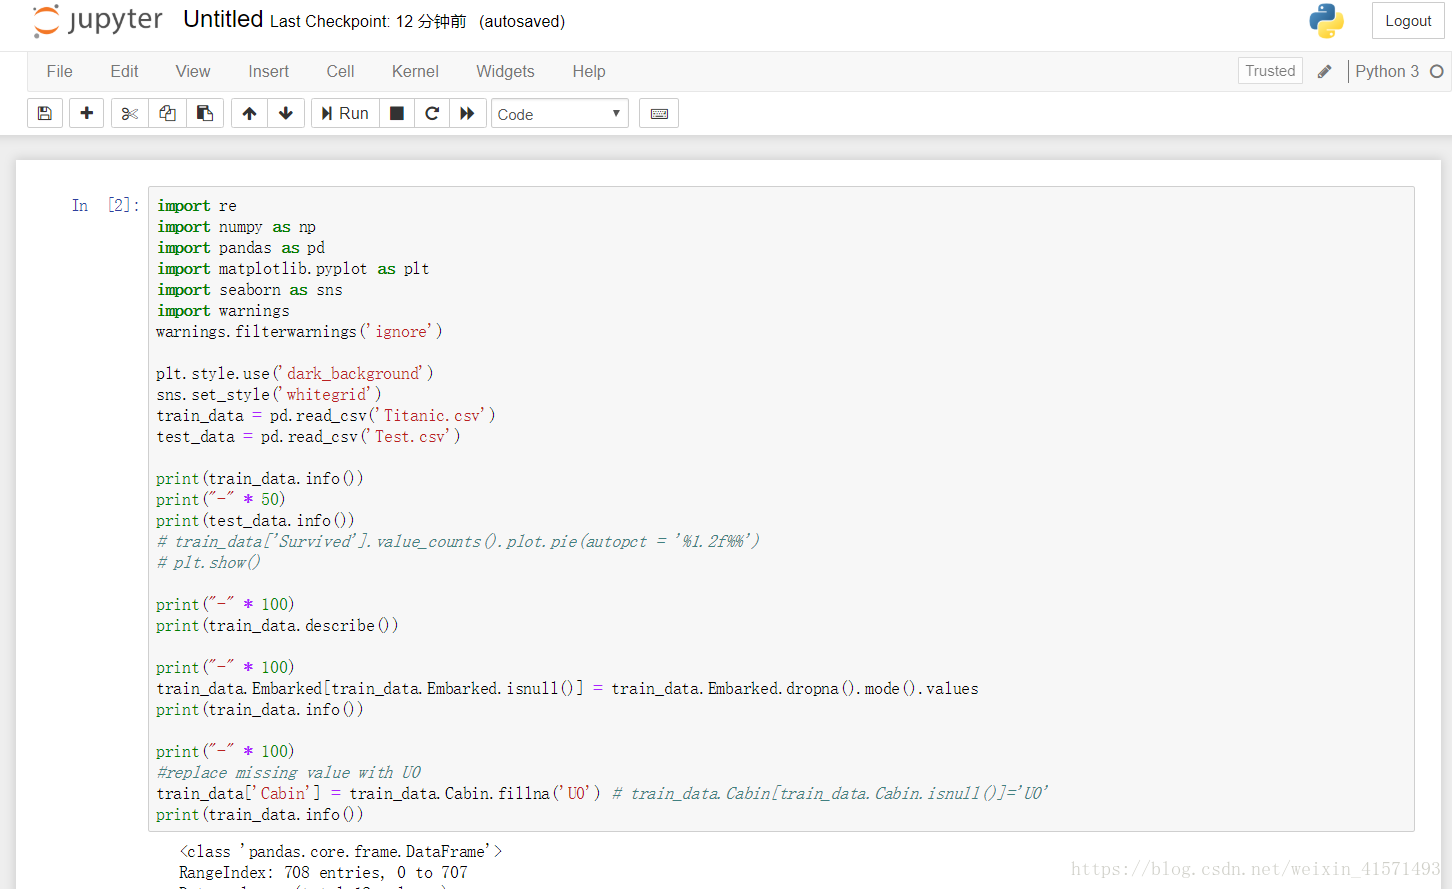 jupyter Untitled Last Checkpoint: 12 分钟前 (autosaved) Logout
File Edit View Insert Cell Kernel Widgets Help Trusted Python 3
Run Code
In [2]:
import re
import numpy as np
import pandas as pd
import matplotlib.pyplot as plt
import seaborn as sns
import warnings
warnings.filterwarnings('ignore')
plt.style.use('dark_background')
sns.set_style('whitegrid')
train_data = pd.read_csv('Titanic.csv')
test_data = pd.read_csv('Test.csv')
print(train_data.info())
print("-" * 50)
print(test_data.info())
# train_data['Survived'].value_counts().plot.pie(autopct = '%1.2f%%')
# plt.show()
print("-" * 100)
print(train_data.describe())
print("-" * 100)
train_data.Embarked[train_data.Embarked.isnull()] = train_data.Embarked.dropna().mode().values
print(train_data.info())
print("-" * 100)
#replace missing value with U0
train_data['Cabin'] = train_data.Cabin.fillna('U0') # train_data.Cabin[train_data.Cabin.isnull()]='U0'
print(train_data.info())
<class 'pandas.core.frame.DataFrame'>
RangeIndex: 708 entries, 0 to 707
https://blog.csdn.net/weixin_41571493